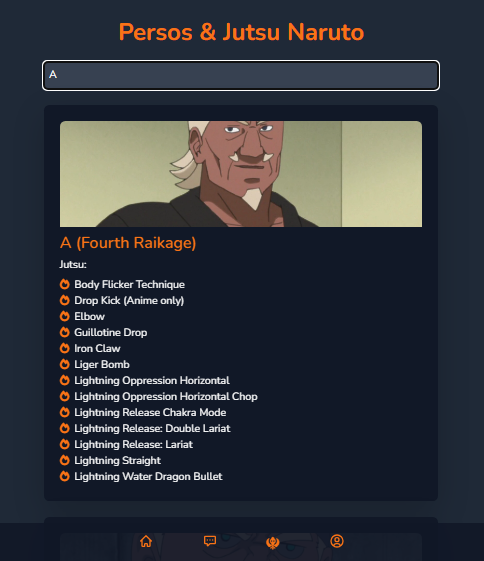 Persos & Jutsu Naruto
A
A (Fourth Raikage)
Jutsu:
Body Flicker Technique
Drop Kick (Anime only)
Elbow
Guillotine Drop
Iron Claw
Liger Bomb
Lightning Oppression Horizontal
Lightning Oppression Horizontal Chop
Lightning Release Chakra Mode
Lightning Release: Double Lariat
Lightning Release: Lariat
Lightning Straight
Lightning Water Dragon Bullet